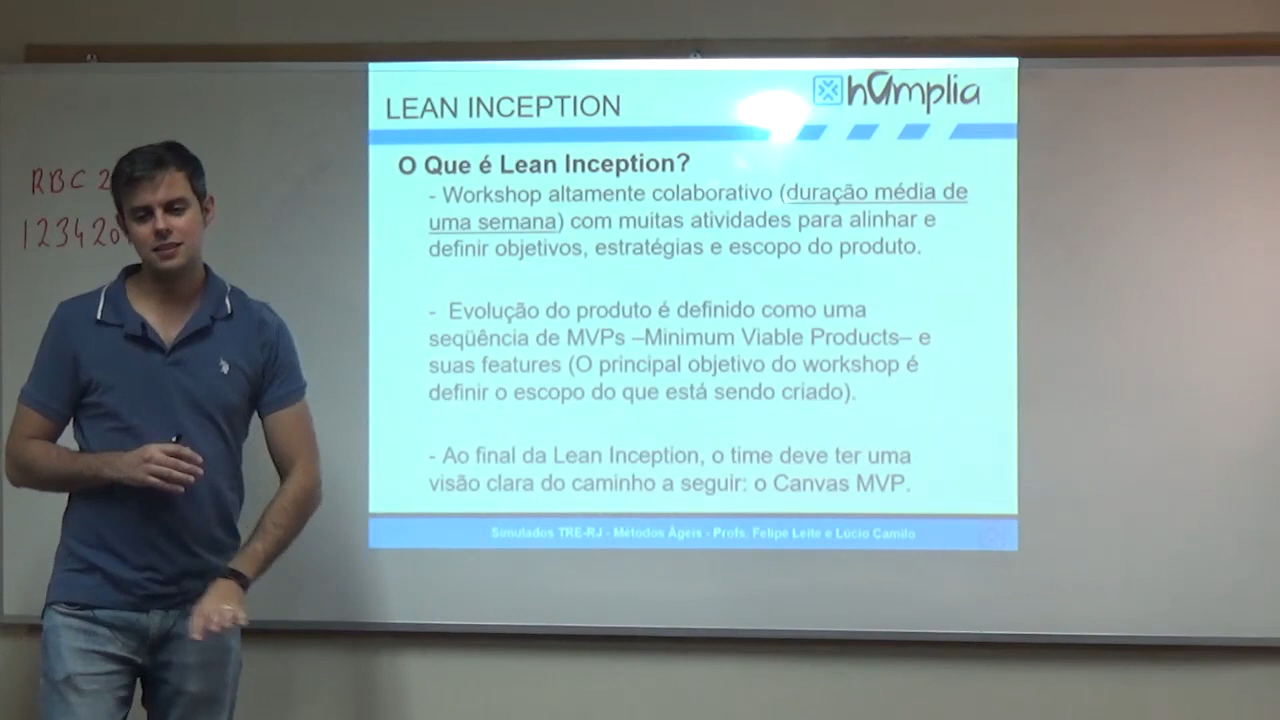 hamplia
LEAN INCEPTION
O Que é Lean Inception?
- Workshop altamente colaborativo (duração média de
uma semana) com muitas atividades para alinhar e
definir objetivos, estratégias e escopo do produto.
- Evolução do produto é definido como uma
seqüência de MVPs –Minimum Viable Products– e
suas features (O principal objetivo do workshop é
definir o escopo do que está sendo criado).
- Ao final da Lean Inception, o time deve ter uma
visão clara do caminho a seguir: o Canvas MVP.
Simulados TRE-RJ - Métodos Ágeis - Profs. Felipe Leite e Lúcio Camilo
RBC